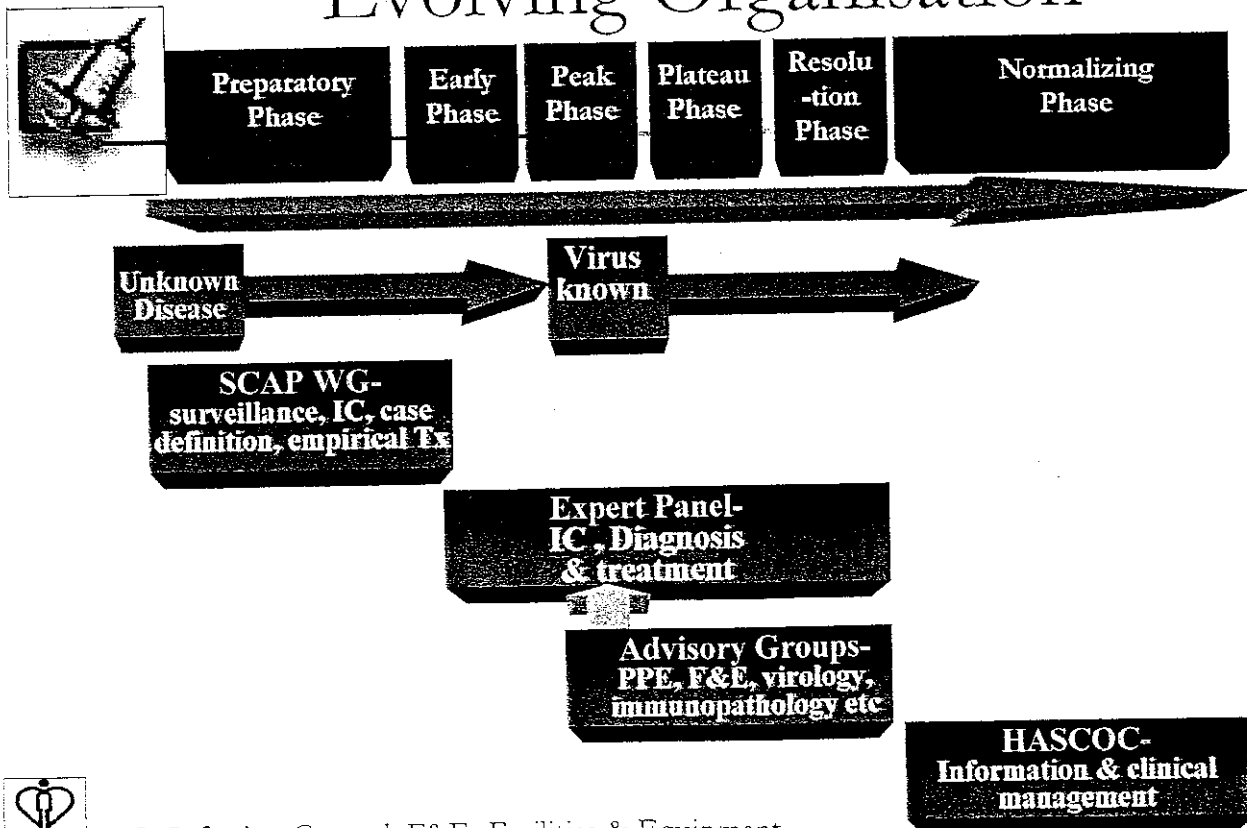 Evolving Organisation
Preparatory
Phase
Early
Phase
Peak
Phase
Plateau
Phase
Resolu
-tion
Phase
Normalizing
Phase
Unknown
Disease
Virus
known
SCAP WG-
surveillance, IC, case
definition, empirical Tx
Expert Panel-
IC , Diagnosis
& treatment
Advisory Groups-
PPE, F&E, virology,
immunopathology etc
HASCOC-
Information & clinical
management
F&E- Facilities & Equipment